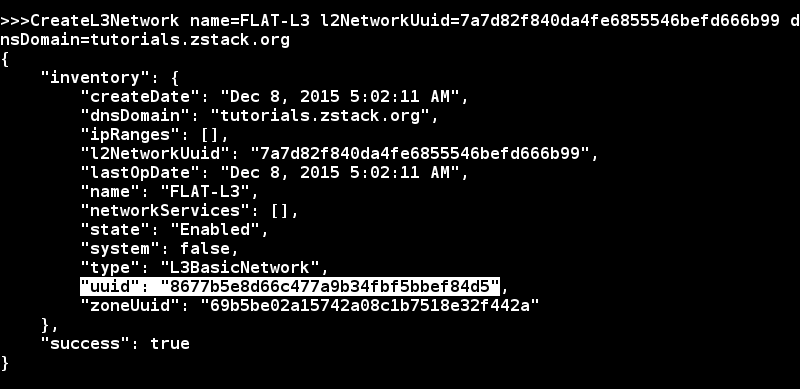 >>>CreateL3Network name=FLAT-L3 l2NetworkUuid=7a7d82f840da4fe6855546befd666b99 d
nsDomain=tutorials.zstack.org
{
    "inventory": {
        "createDate": "Dec 8, 2015 5:02:11 AM",
        "dnsDomain": "tutorials.zstack.org",
        "ipRanges": [],
        "l2NetworkUuid": "7a7d82f840da4fe6855546befd666b99",
        "lastOpDate": "Dec 8, 2015 5:02:11 AM",
        "name": "FLAT-L3",
        "networkServices": [],
        "state": "Enabled",
        "system": false,
        "type": "L3BasicNetwork",
        "uuid": "8677b5e8d66c477a9b34fbf5bbef84d5",
        "zoneUuid": "69b5be02a15742a08c1b7518e32f442a"
    },
    "success": true
}